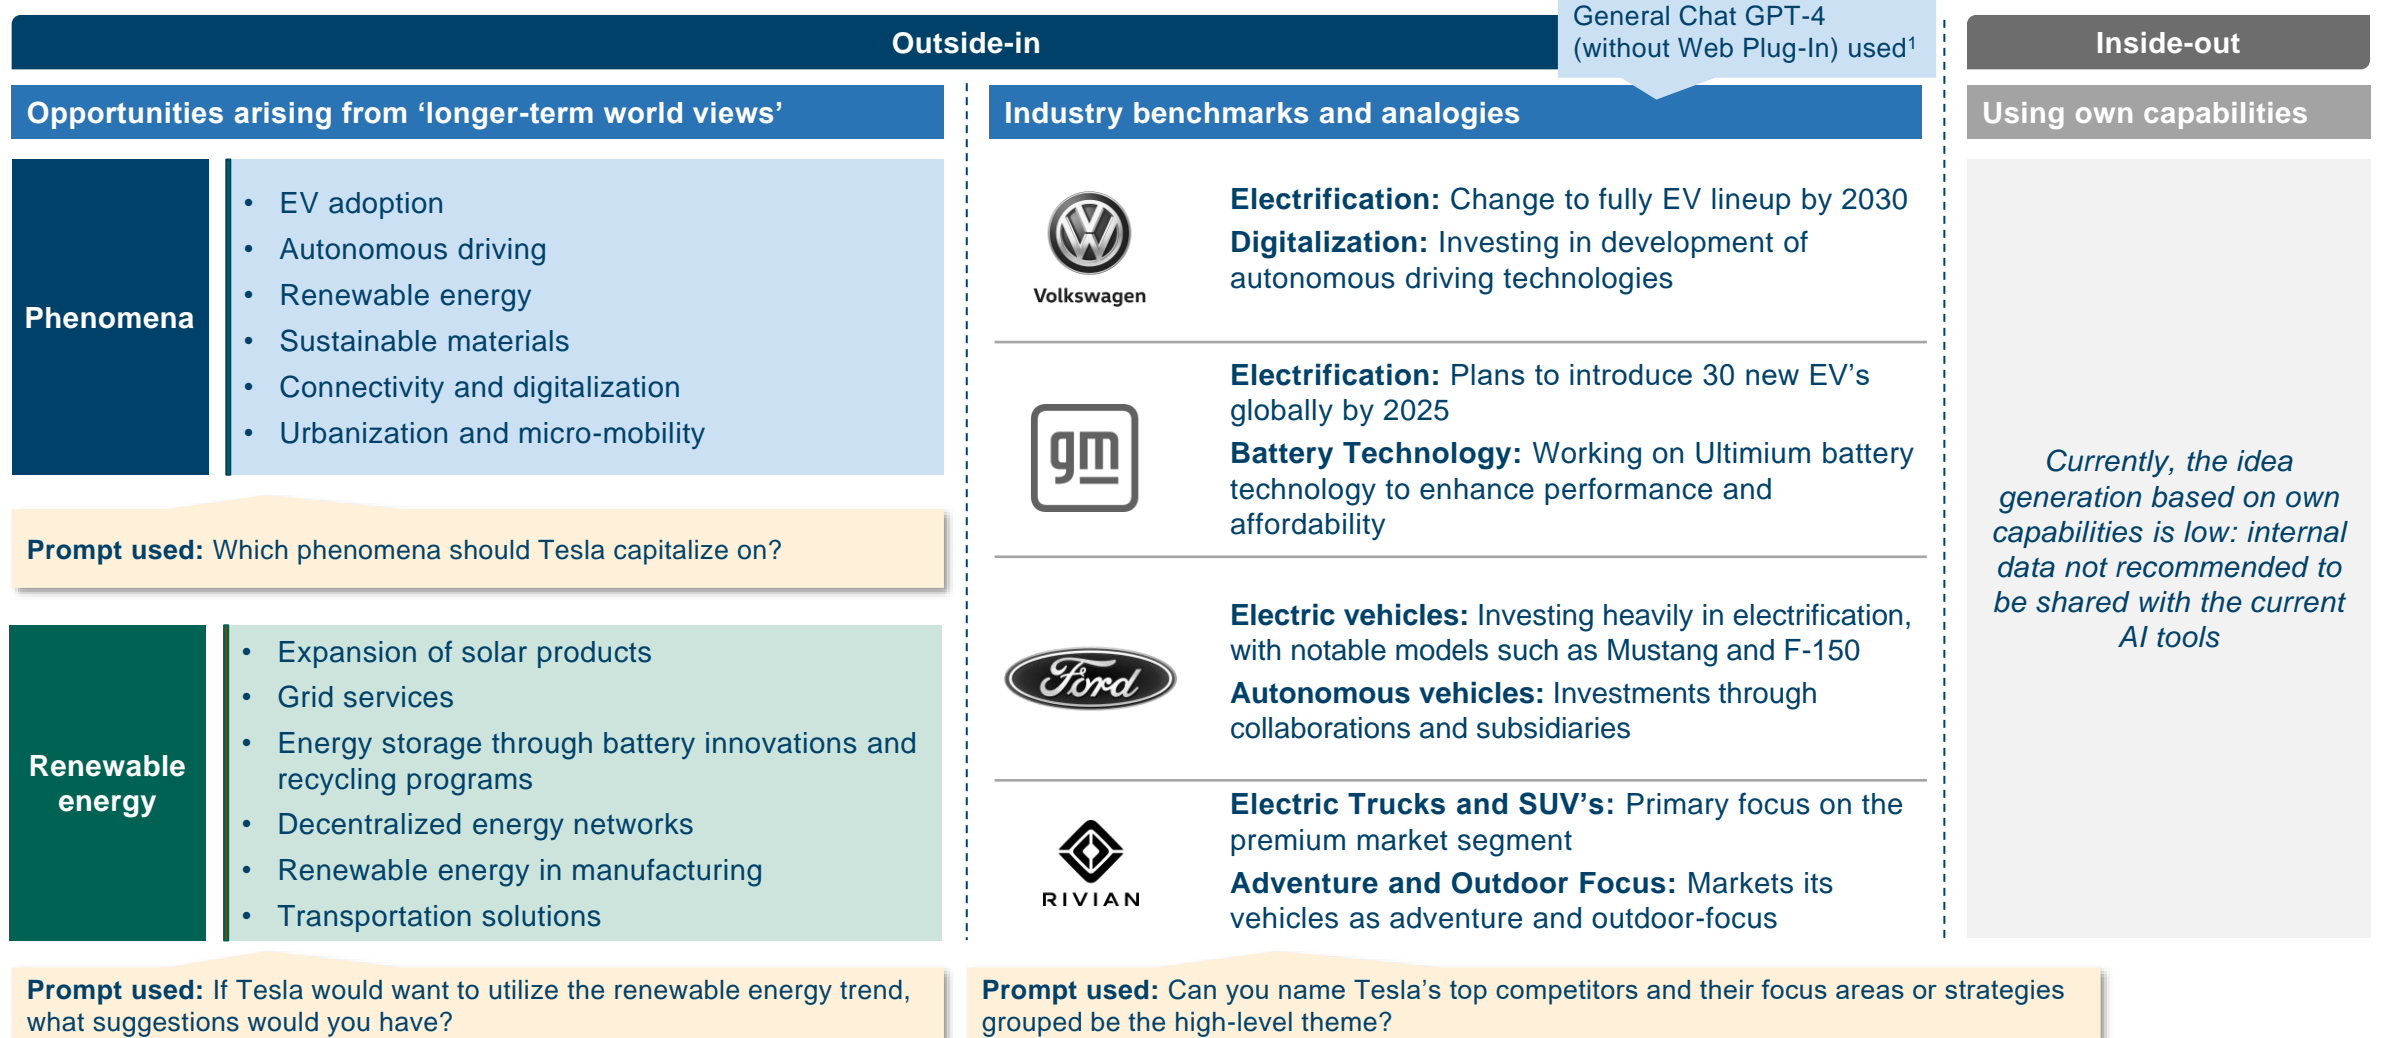 Outside-in
General Chat GPT-4
(without Web Plug-In) used¹
Inside-out
Opportunities arising from ‘longer-term world views’
Industry benchmarks and analogies
Using own capabilities
Phenomena
• EV adoption
• Autonomous driving
• Renewable energy
• Sustainable materials
• Connectivity and digitalization
• Urbanization and micro-mobility
Prompt used: Which phenomena should Tesla capitalize on?
Renewable
energy
• Expansion of solar products
• Grid services
• Energy storage through battery innovations and
recycling programs
• Decentralized energy networks
• Renewable energy in manufacturing
• Transportation solutions
Prompt used: If Tesla would want to utilize the renewable energy trend,
what suggestions would you have?
Volkswagen
Electrification: Change to fully EV lineup by 2030
Digitalization: Investing in development of
autonomous driving technologies
gm
Electrification: Plans to introduce 30 new EV’s
globally by 2025
Battery Technology: Working on Ultimium battery
technology to enhance performance and
affordability
Ford
Electric vehicles: Investing heavily in electrification,
with notable models such as Mustang and F-150
Autonomous vehicles: Investments through
collaborations and subsidiaries
RIVIAN
Electric Trucks and SUV’s: Primary focus on the
premium market segment
Adventure and Outdoor Focus: Markets its
vehicles as adventure and outdoor-focus
Prompt used: Can you name Tesla’s top competitors and their focus areas or strategies
grouped be the high-level theme?
Currently, the idea
generation based on own
capabilities is low: internal
data not recommended to
be shared with the current
AI tools